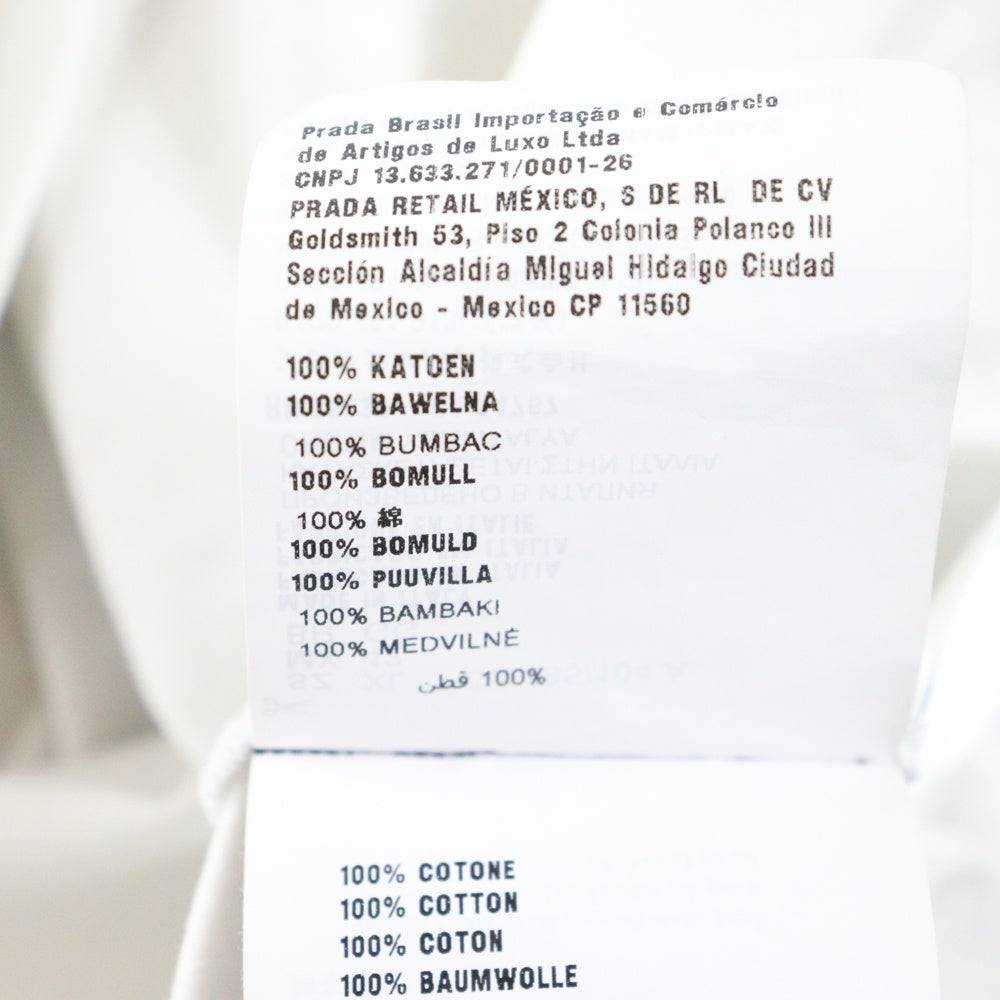 Prada Brasil Importação e Comércio
de Artigos de Luxo Ltda
CNPJ 13.633.271/0001-26
PRADA RETAIL MÉXICO, S DE RL DE CV
Goldsmith 53, Piso 2 Colonia Polanco III
Sección Alcaldía Miguel Hidalgo Ciudad
de Mexico - Mexico CP 11560
100% KATOEN
100% BAWELNA
100% BUMBAC
100% BOMULL
100% 綿
100% BOMULD
100% PUUVILLA
100% BAMBAKI
100% MEDVILNĖ
100% قطن
100% COTONE
100% COTTON
100% COTON
100% BAUMWOLLE